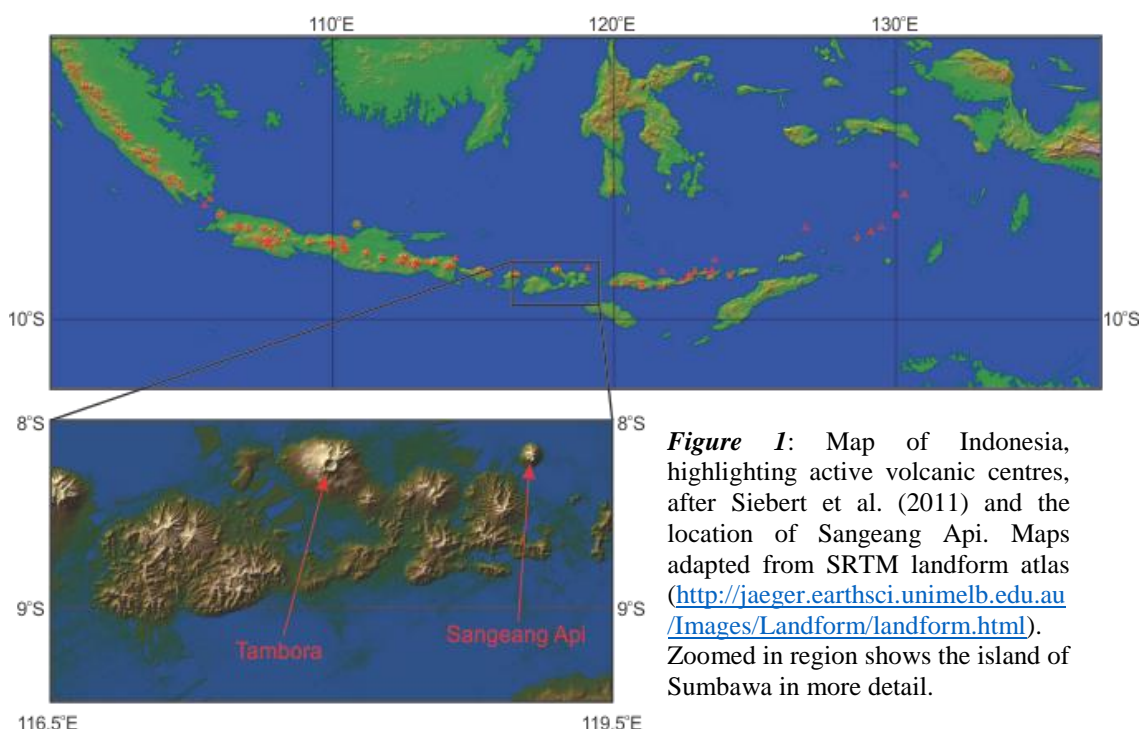 110°E 120°E 130°E
10°S 10°S
8°S 8°S
Tambora
Sangeang Api
9°S 9°S
116.5°E 119.5°E
Figure 1: Map of Indonesia,
highlighting active volcanic centres,
after Siebert et al. (2011) and the
location of Sangeang Api. Maps
adapted from SRTM landform atlas
(http://jaeger.earthsci.unimelb.edu.au
/Images/Landform/landform.html).
Zoomed in region shows the island of
Sumbawa in more detail.